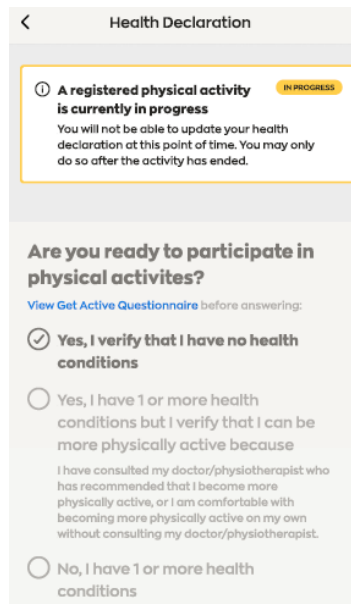 Health Declaration
A registered physical activity
IN PROGRESS
is currently in progress
You will not be able to update your health
declaration at this point of time. You may only
do so after the activity has ended.
Are you ready to participate in
physical activites?
View Get Active Questionnaire before answering:
Yes, I verify that I have no health
conditions
Yes, I have 1 or more health
conditions but I verify that I can be
more physically active because
I have consulted my doctor/physiotherapist who
has recommended that I become more
physically active, or I am comfortable with
becoming more physically active on my own
without consulting my doctor/physiotherapist.
No, I have 1 or more health
conditions